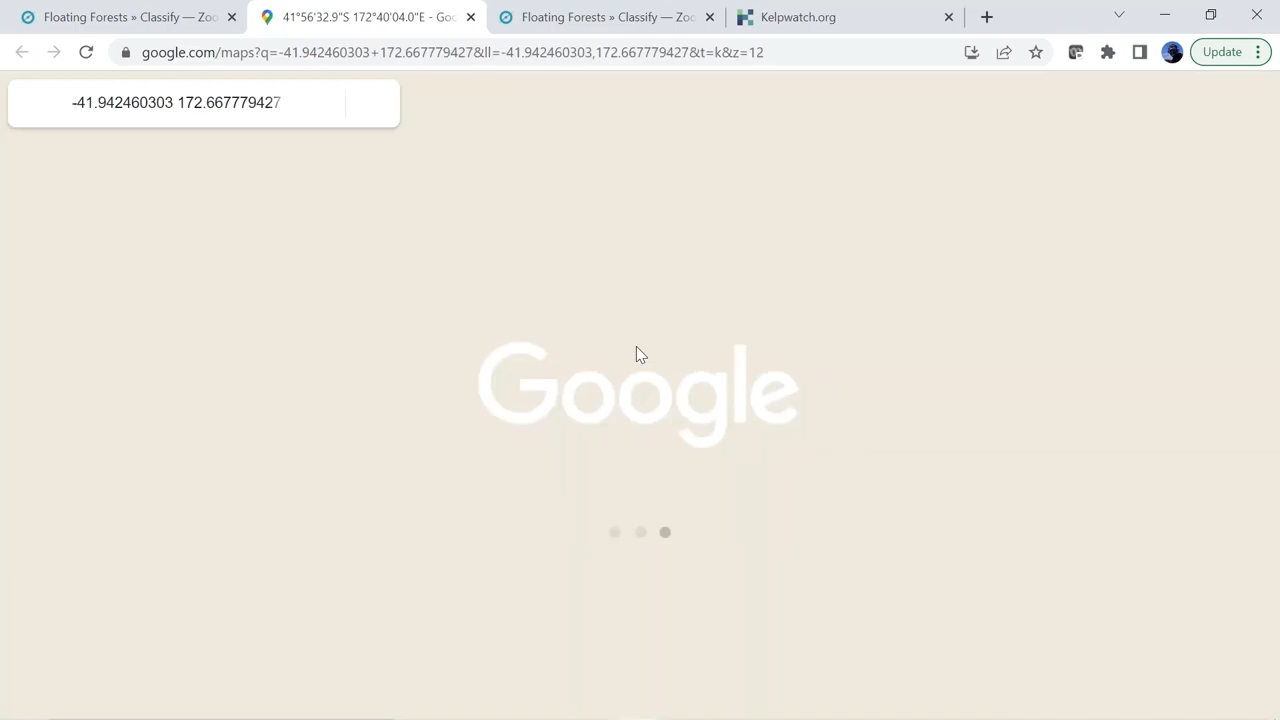 Floating Forests » Classify — Zoo
41°56'32.9"S 172°40'04.0"E - Goo
Floating Forests » Classify — Zoo
Kelpwatch.org
google.com/maps?q=-41.942460303+172.667779427&ll=-41.942460303,172.667779427&t=k&z=12
Update
-41.942460303 172.667779427
Google